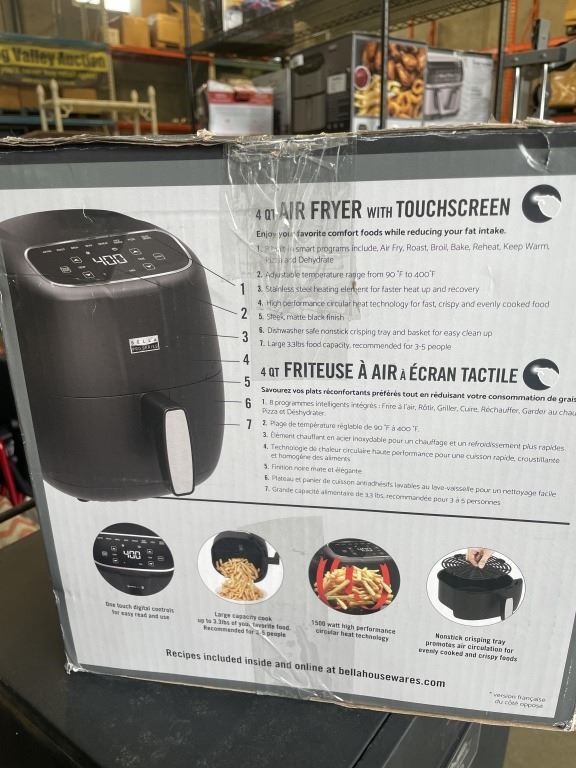 g Valley Auction
4 QT AIR FRYER WITH TOUCHSCREEN
Enjoy your favorite comfort foods while reducing your fat intake.
1. smart programs include, Air Fry, Roast, Broil, Bake, Reheat, Keep Warm,
Pizza and Dehydrate
2. Adjustable temperature range from 90 °F to 400°F
3. Stainless steel heating element for faster heat up and recovery
4. High performance circular heat technology for fast, crispy and evenly cooked food
5. Sleek, matte black finish
6. Dishwasher safe nonstick crisping tray and basket for easy clean up
7. Large 3.3lbs food capacity, recommended for 3-5 people
400
BELLA
PRO SERIES
1
2
3
4
5
6
7
4 QT FRITEUSE À AIR À ÉCRAN TACTILE
Savourez vos plats réconfortants préférés tout en réduisant votre consommation de grais
1. 8 programmes intelligents intégrés : Frire à l'air, Rôtir, Griller, Cuire, Réchauffer, Garder au chau
Pizza et Déshydrater
2. Plage de température réglable de 90 °F à 400 °F.
3. Élément chauffant en acier inoxydable pour un chauffage et un refroidissement plus rapides.
4. Technologie de chaleur circulaire haute performance pour une cuisson rapide, croustillante
et homogène des aliments
5. Finition noire mate et élégante
6. Plateau et panier de cuisson antiadhésifs lavables au lave-vaisselle pour un nettoyage facile
7. Grande capacité alimentaire de 3.3 lbs, recommandée pour 3 à 5 personnes
400
400
One touch digital controls
for easy read and use
Large capacity cook
up to 3.3lbs of your favorite food.
Recommended for 3-5 people
1500 watt high performance
circular heat technology
Nonstick crisping tray
promotes air circulation for
evenly cooked and crispy foods
Recipes included inside and online at bellahousewares.com
* version française
du côté opposé